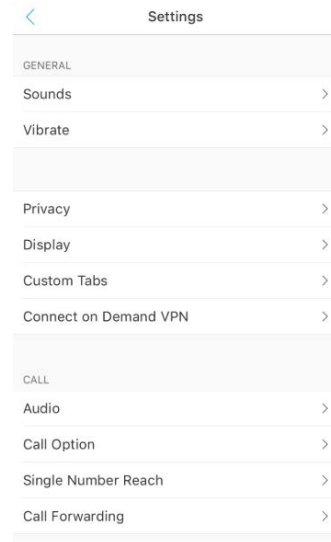 Settings
GENERAL
Sounds
Vibrate
Privacy
Display
Custom Tabs
Connect on Demand VPN
CALL
Audio
Call Option
Single Number Reach
Call Forwarding